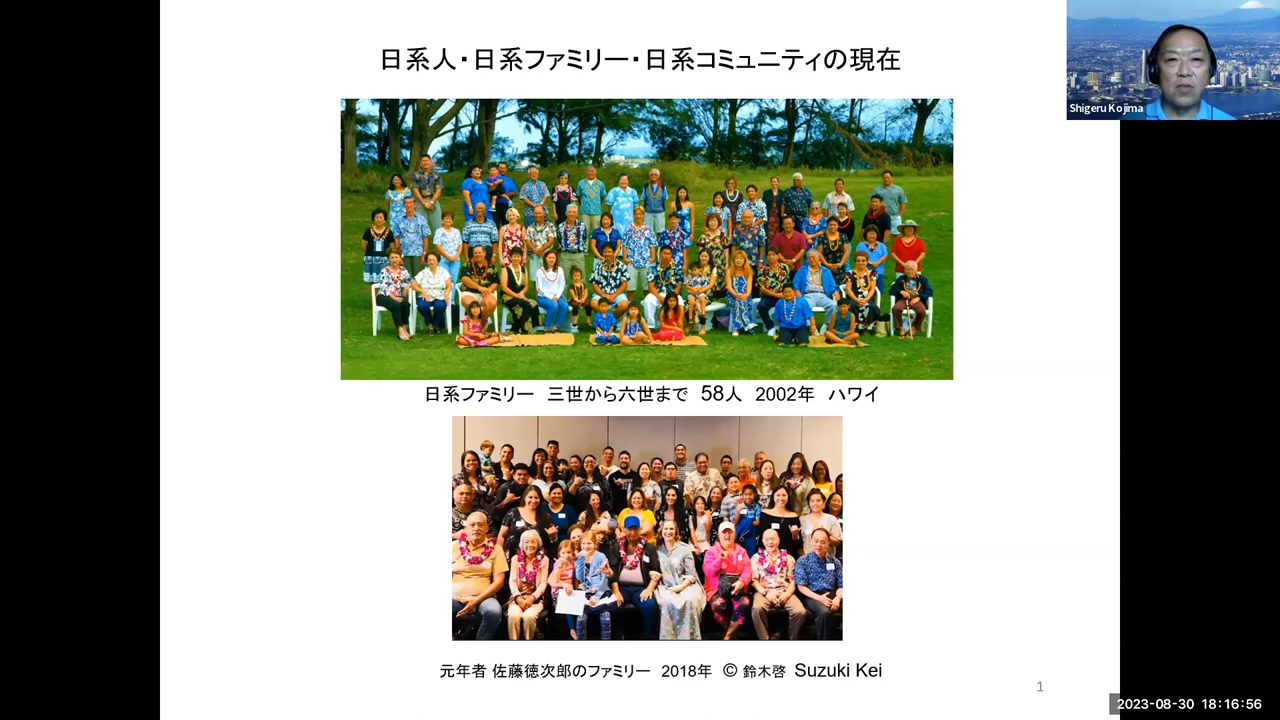 日系人・日系ファミリー・日系コミュニティの現在
Shigeru Kojima
日系ファミリー 三世から六世まで 58人 2002年 ハワイ
元年者 佐藤徳次郎のファミリー 2018年 © 鈴木啓 Suzuki Kei
1
2023-08-30 18:16:56